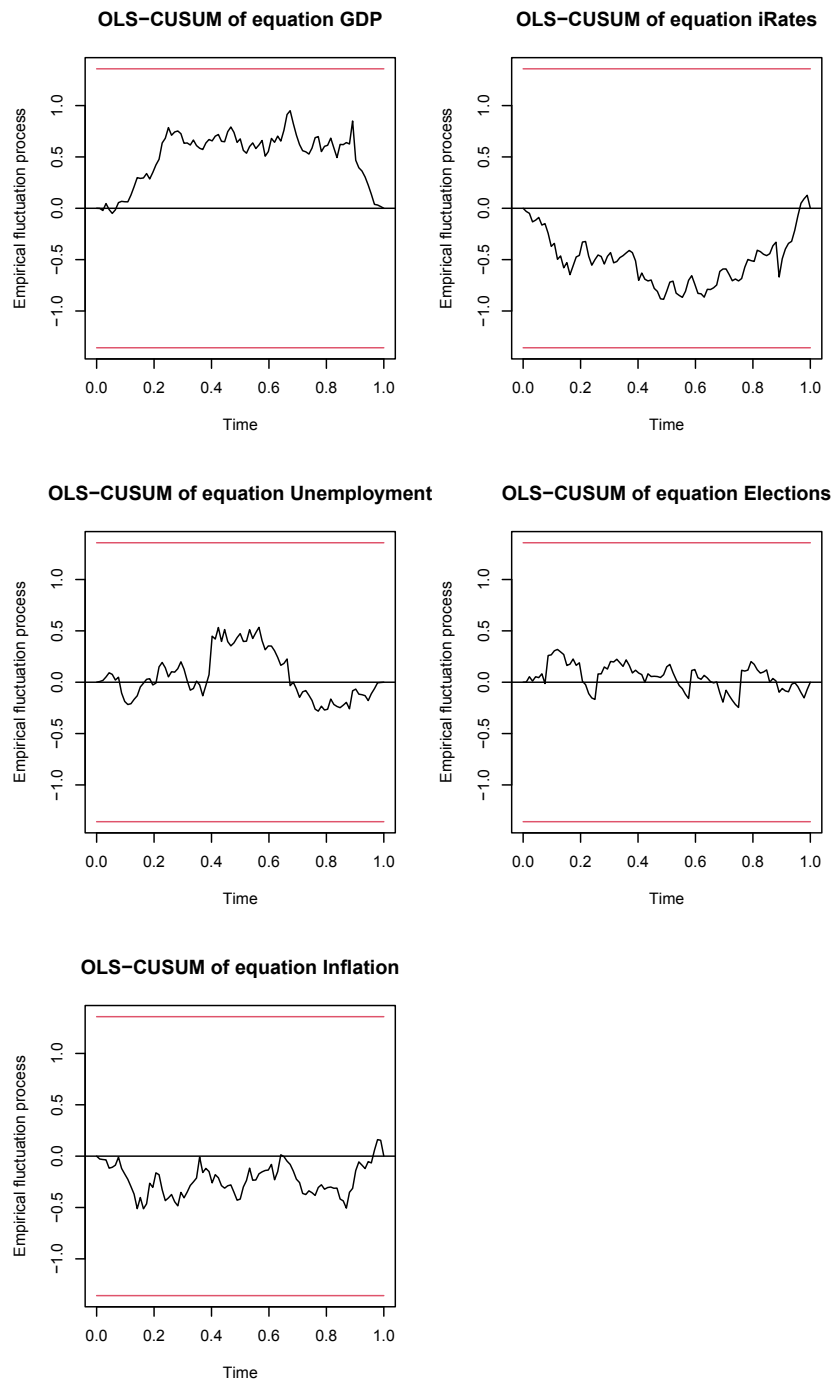 OLS−CUSUM of equation GDP
Empirical fluctuation process
1.0
0.5
0.0
−0.5
−1.0
0.0 0.2 0.4 0.6 0.8 1.0
Time
OLS−CUSUM of equation iRates
Empirical fluctuation process
1.0
0.5
0.0
−0.5
−1.0
0.0 0.2 0.4 0.6 0.8 1.0
Time
OLS−CUSUM of equation Unemployment
Empirical fluctuation process
1.0
0.5
0.0
−0.5
−1.0
0.0 0.2 0.4 0.6 0.8 1.0
Time
OLS−CUSUM of equation Elections
Empirical fluctuation process
1.0
0.5
0.0
−0.5
−1.0
0.0 0.2 0.4 0.6 0.8 1.0
Time
OLS−CUSUM of equation Inflation
Empirical fluctuation process
1.0
0.5
0.0
−0.5
−1.0
0.0 0.2 0.4 0.6 0.8 1.0
Time